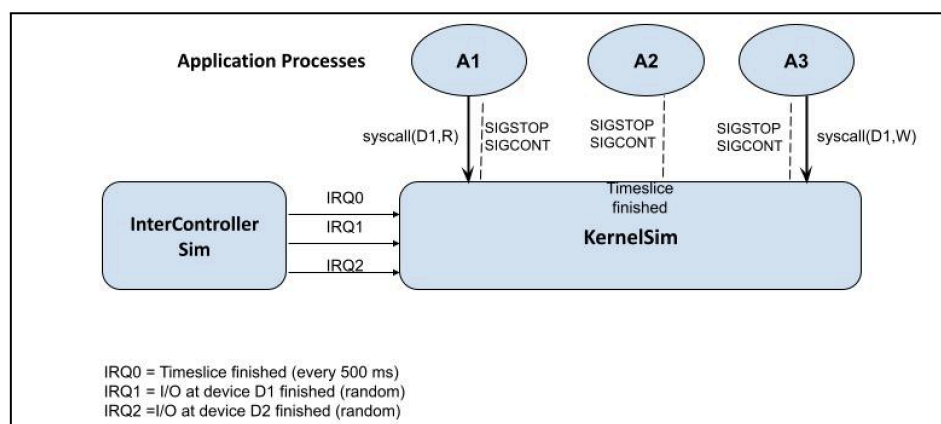 Application Processes
A1
A2
A3
syscall(D1,R)
SIGSTOP
SIGCONT
SIGSTOP
SIGCONT
SIGSTOP
SIGCONT
syscall(D1,W)
InterController
Sim
IRQ0
IRQ1
IRQ2
Timeslice
finished
KernelSim
IRQ0 = Timeslice finished (every 500 ms)
IRQ1 = I/O at device D1 finished (random)
IRQ2 =I/O at device D2 finished (random)